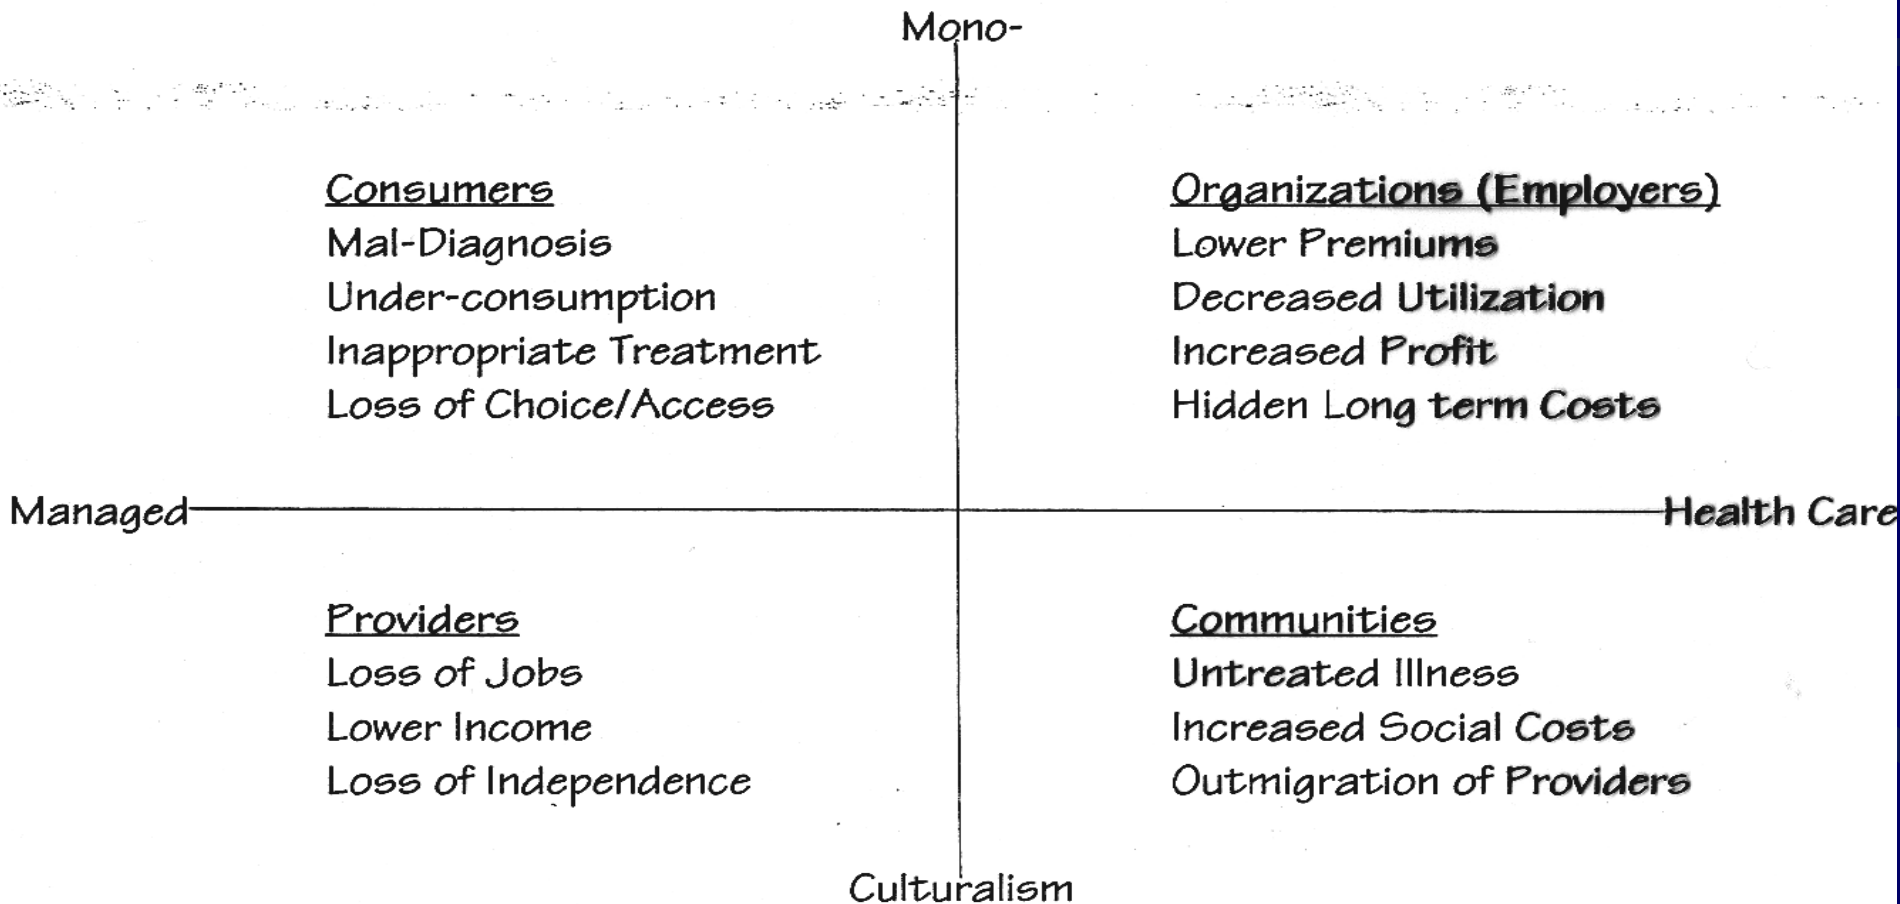 Mono-
Consumers
Mal-Diagnosis
Under-consumption
Inappropriate Treatment
Loss of Choice/Access
Organizations (Employers)
Lower Premiums
Decreased Utilization
Increased Profit
Hidden Long term Costs
Managed
Health Care
Providers
Loss of Jobs
Lower Income
Loss of Independence
Communities
Untreated Illness
Increased Social Costs
Outmigration of Providers
Culturalism